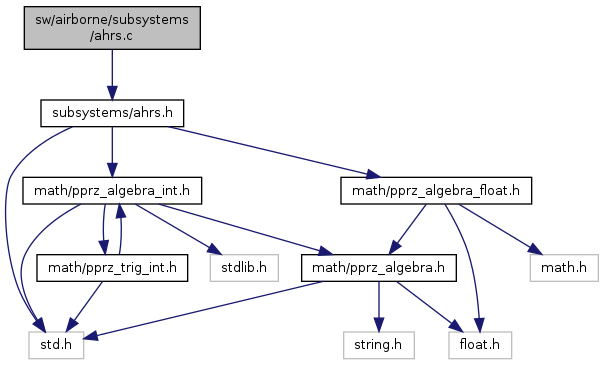 sw/airborne/subsystems
/ahrs.c
subsystems/ahrs.h
math/pprz_algebra_int.h
math/pprz_algebra_float.h
math/pprz_trig_int.h
stdlib.h
math/pprz_algebra.h
math.h
std.h
string.h
float.h